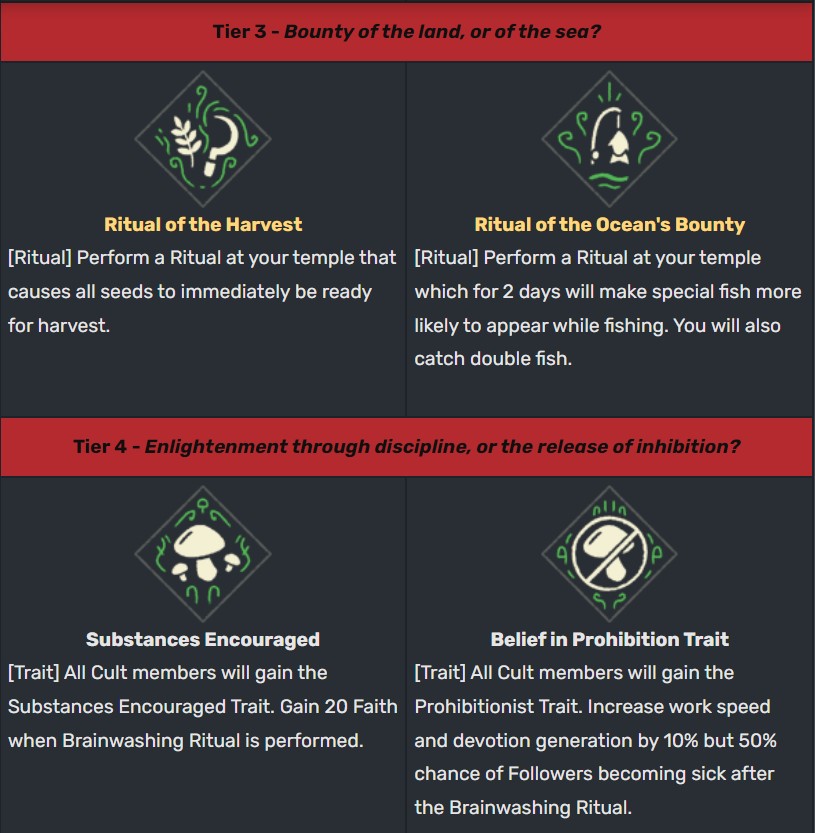 Tier 3 - Bounty of the land, or of the sea?
Ritual of the Harvest
[Ritual] Perform a Ritual at your temple that
causes all seeds to immediately be ready
for harvest.
Ritual of the Ocean's Bounty
[Ritual] Perform a Ritual at your temple
which for 2 days will make special fish more
likely to appear while fishing. You will also
catch double fish.
Tier 4 - Enlightenment through discipline, or the release of inhibition?
Substances Encouraged
[Trait] All Cult members will gain the
Substances Encouraged Trait. Gain 20 Faith
when Brainwashing Ritual is performed.
Belief in Prohibition Trait
[Trait] All Cult members will gain the
Prohibitionist Trait. Increase work speed
and devotion generation by 10% but 50%
chance of Followers becoming sick after
the Brainwashing Ritual.